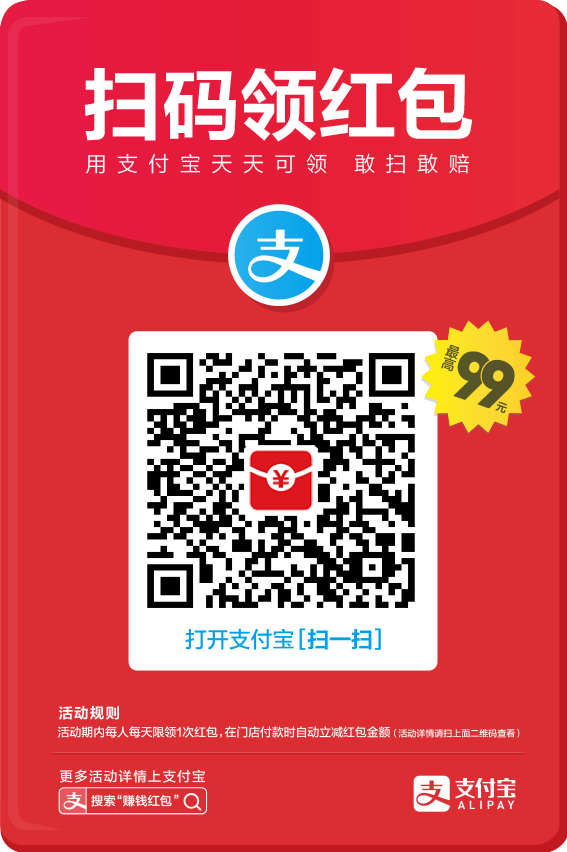 扫码领红包
用支付宝天天可领 敢扫敢赔
支
最高99元
¥
打开支付宝[扫一扫]
活动规则
活动期内每人每天限领1次红包,在门店付款时自动立减红包金额(活动详情请扫上面二维码查看)
更多活动详情上支付宝
支 搜索“赚钱红包”
支 支付宝
ALIPAY